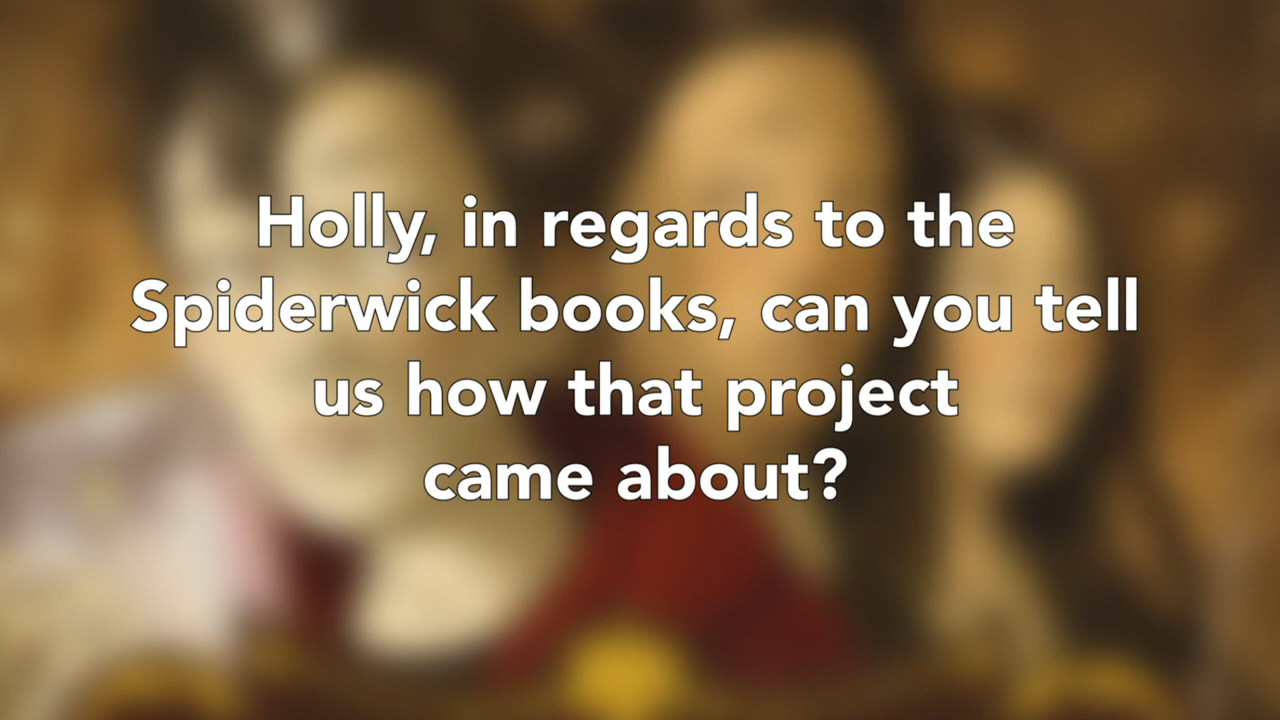 Holly, in regards to the
Spiderwick books, can you tell
us how that project
came about?